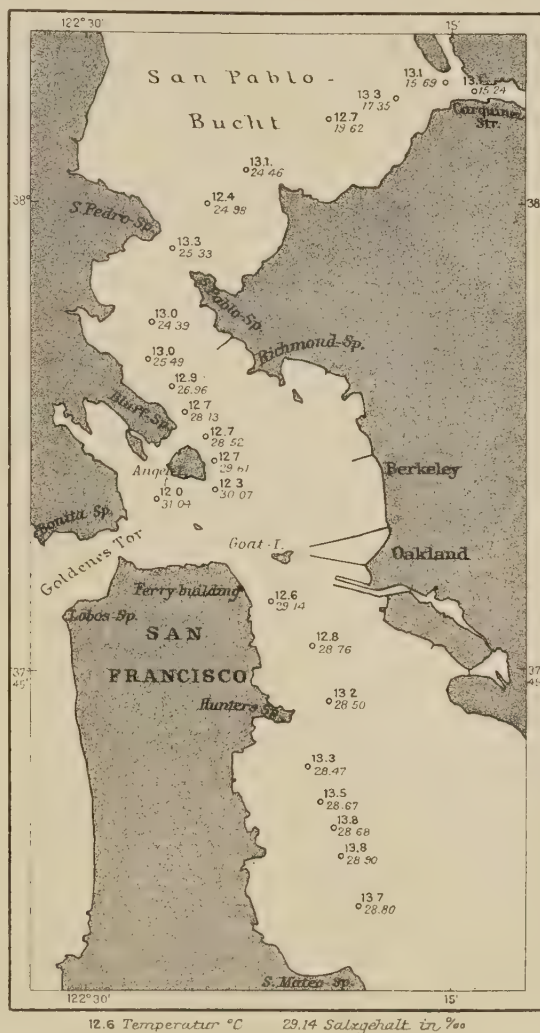 122°30'
15'
San Pablo-
Bucht
13.1
15 69
15 24
13 3
17 35
12.7
19 62
Carquinez
Str.
13.1.
24 46
38°
38
12.4
24 98
S. Pedro-Sp.
13.3
25 33
S. Pablo-Sp.
13.0
24 39
Richmond-Sp.
13.0
25 49
12.9
26.96
Bluff-Sp.
12.7
28 13
12.7
28 52
Angel
I.
12.7
29 61
Berkeley
12 0
31 04
12.3
30 07
Bonita Sp.
Goldenes Tor
Goat-I.
Oakland
Ferry building
12.6
29 14
Lobos-Sp.
SAN
FRANCISCO
12.8
28 76
37°
45'
37
45'
Hunters Sp.
13 2
28 50
13.3
28.47
13.5
28.67
13.8
28 68
13.8
28 90
13 7
28.80
S. Mateo-Sp.
122°30'
15'
12.6 Temperatur °C 29.14 Salzgehalt in ‰